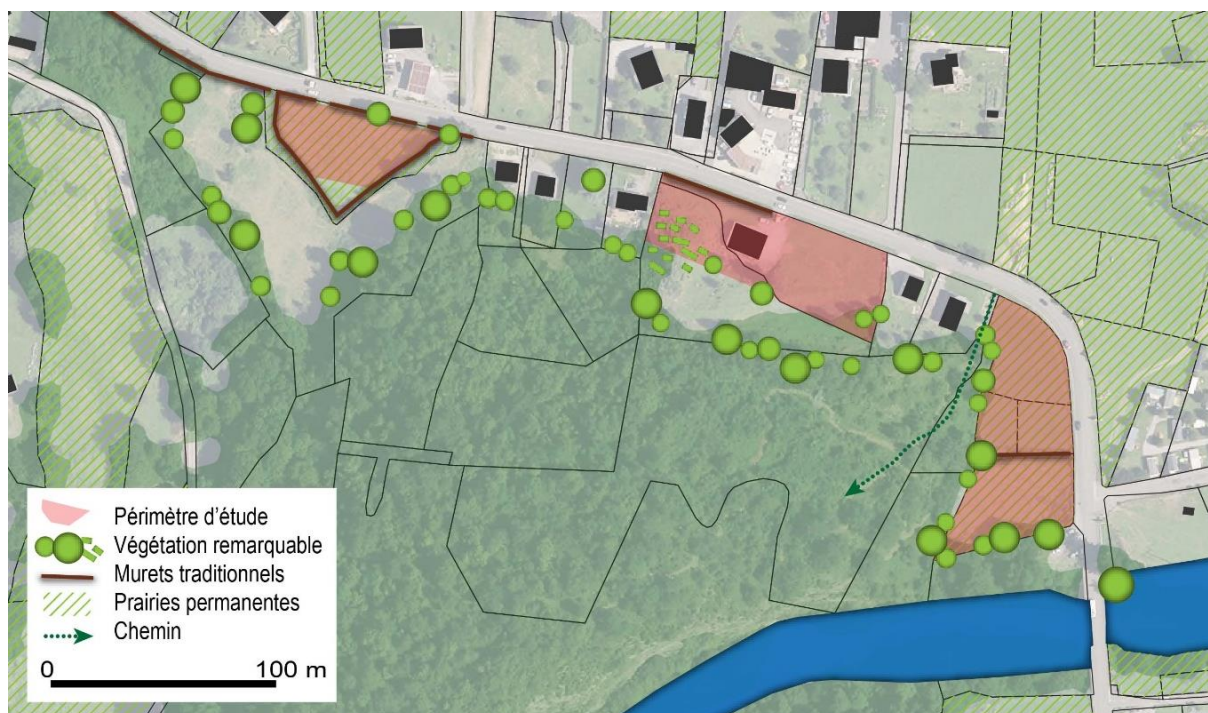 Périmètre d'étude
Végétation remarquable
Murets traditionnels
Prairies permanentes
Chemin
0 100 m